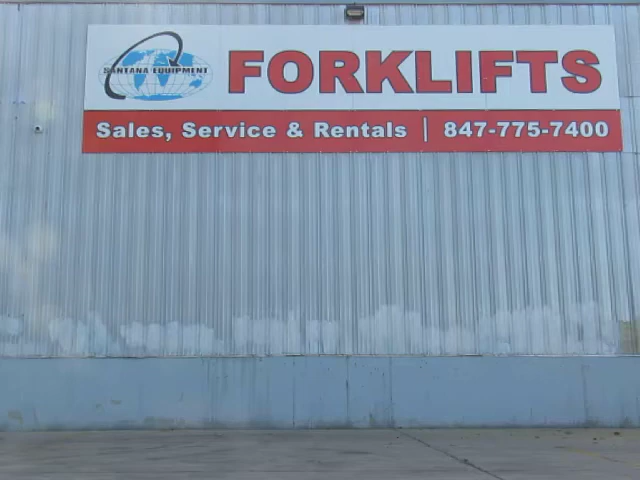 SANTANA EQUIPMENT
FORKLIFTS
Sales, Service & Rentals | 847-775-7400